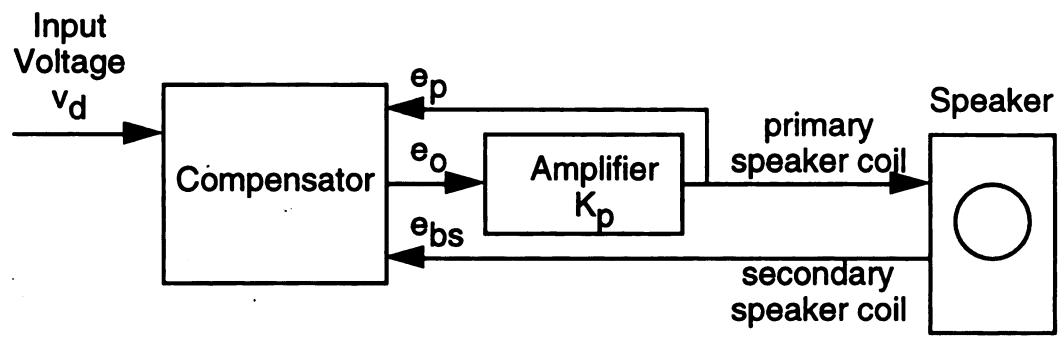 Input
Voltage
v_d
Compensator
e_p
e_o
e_bs
Amplifier
K_p
primary
speaker coil
secondary
speaker coil
Speaker